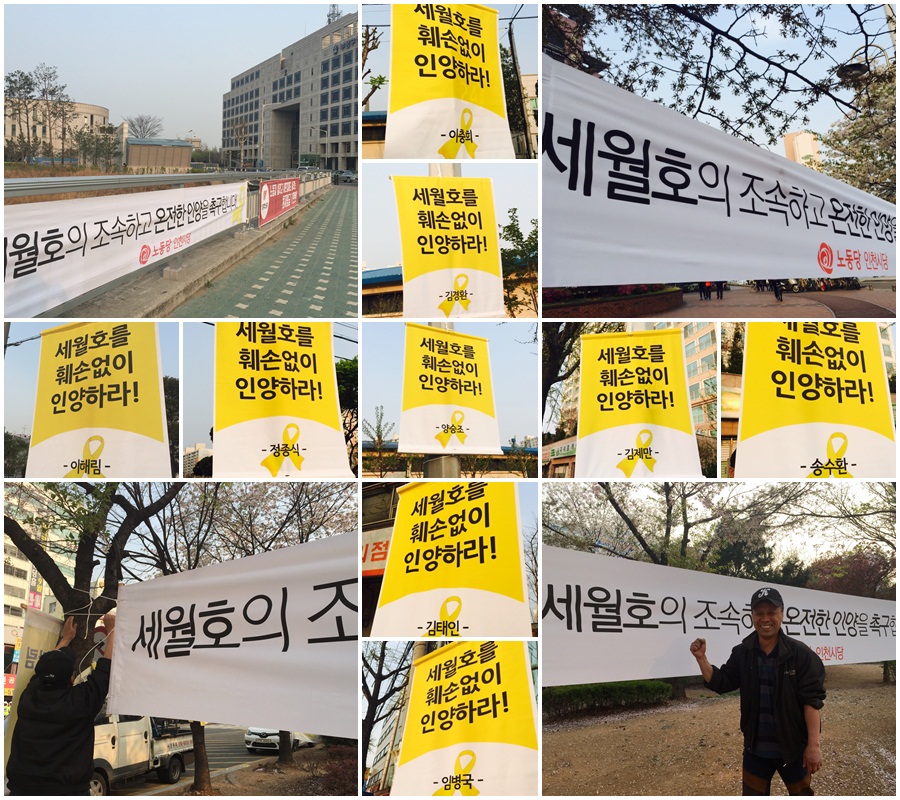 세월호의 조속하고 온전한 인양을 촉구합니다
노동당 인천시당
세월호를
훼손없이
인양하라!
- 이충희 -
세월호를
훼손없이
인양하라!
- 김경환 -
세월호의 조속하고 온전한 인양을
노동당 인천시당
세월호를
훼손없이
인양하라!
- 이해림 -
세월호를
훼손없이
인양하라!
- 정종식 -
세월호를
훼손없이
인양하라!
- 양승조 -
세월호를
훼손없이
인양하라!
- 김제만 -
세월호를
훼손없이
인양하라!
- 송수환 -
세월호의 조
세월호를
훼손없이
인양하라!
- 김태인 -
세월호를
훼손없이
인양하라!
- 임병국 -
세월호의 조속하 온전한 인양을 촉구합
인천시당